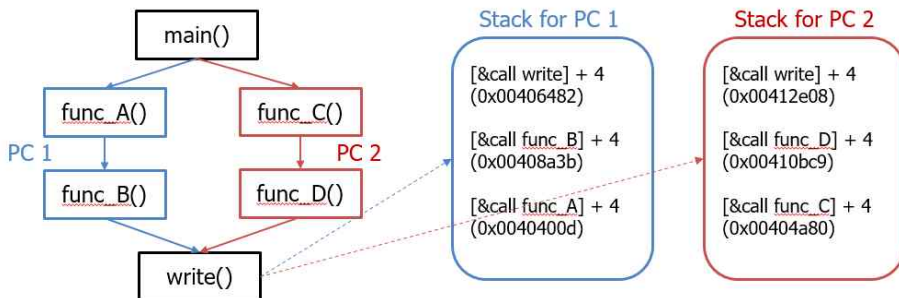 main()
func_A()
func_C()
PC 1
PC 2
func_B()
func_D()
write()
Stack for PC 1
[&call write] + 4
(0x00406482)
[&call func_B] + 4
(0x00408a3b)
[&call func_A] + 4
(0x0040400d)
Stack for PC 2
[&call write] + 4
(0x00412e08)
[&call func_D] + 4
(0x00410bc9)
[&call func_C] + 4
(0x00404a80)